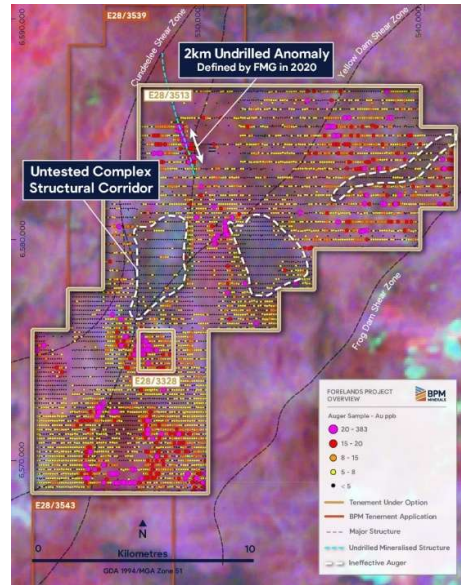 E28/3539
6,590,000
530,000
540,000
Cundeelee Shear Zone
Yellow Dam Shear Zone
2km Undrilled Anomaly
Defined by FMG in 2020
E28/3513
Untested Complex
Structural Corridor
6,580,000
Frog Dam Shear Zone
E28/3328
6,570,000
E28/3543
N
0
10
Kilometres
GDA 1994/MGA Zone 51
FORELANDS PROJECT
OVERVIEW
BPM
MINERALS
Auger Sample - Au ppb
20 - 383
15 - 20
8 - 15
5 - 8
< 5
Tenement Under Option
BPM Tenement Application
Major Structure
Undrilled Mineralised Structure
Ineffective Auger